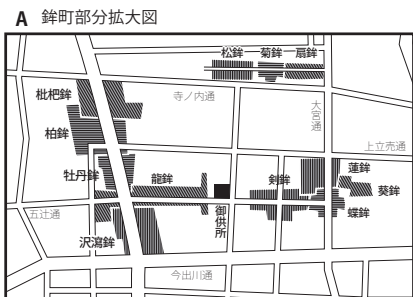 A 鉾町部分拡大図
松鉾 菊鉾 扇鉾
枇杷鉾
寺ノ内通
大宮通
柏鉾
上立売通
牡丹鉾
龍鉾
剣鉾
蓮鉾
葵鉾
五辻通
御供所
蝶鉾
沢瀉鉾
今出川通